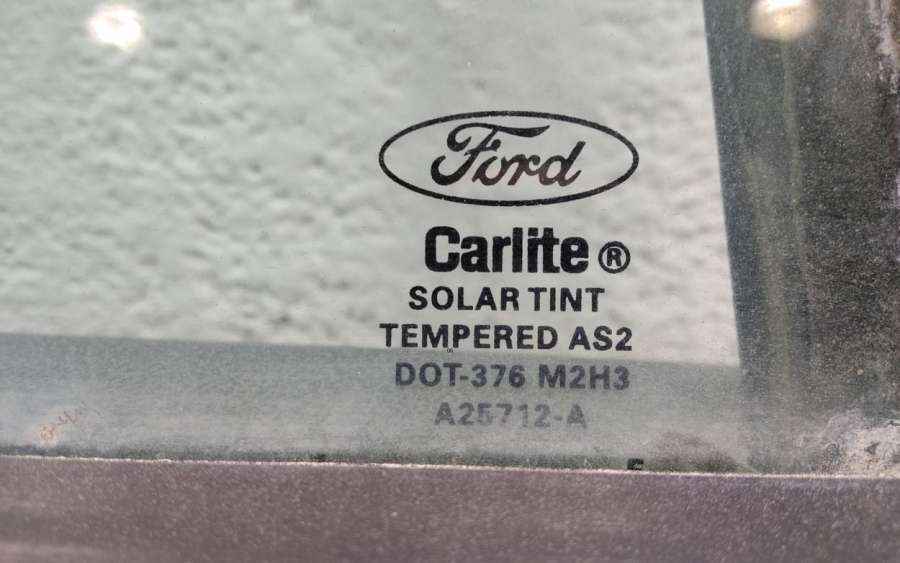 Ford
Carlite®
SOLAR TINT
TEMPERED AS2
DOT-376 M2H3
A25712-A